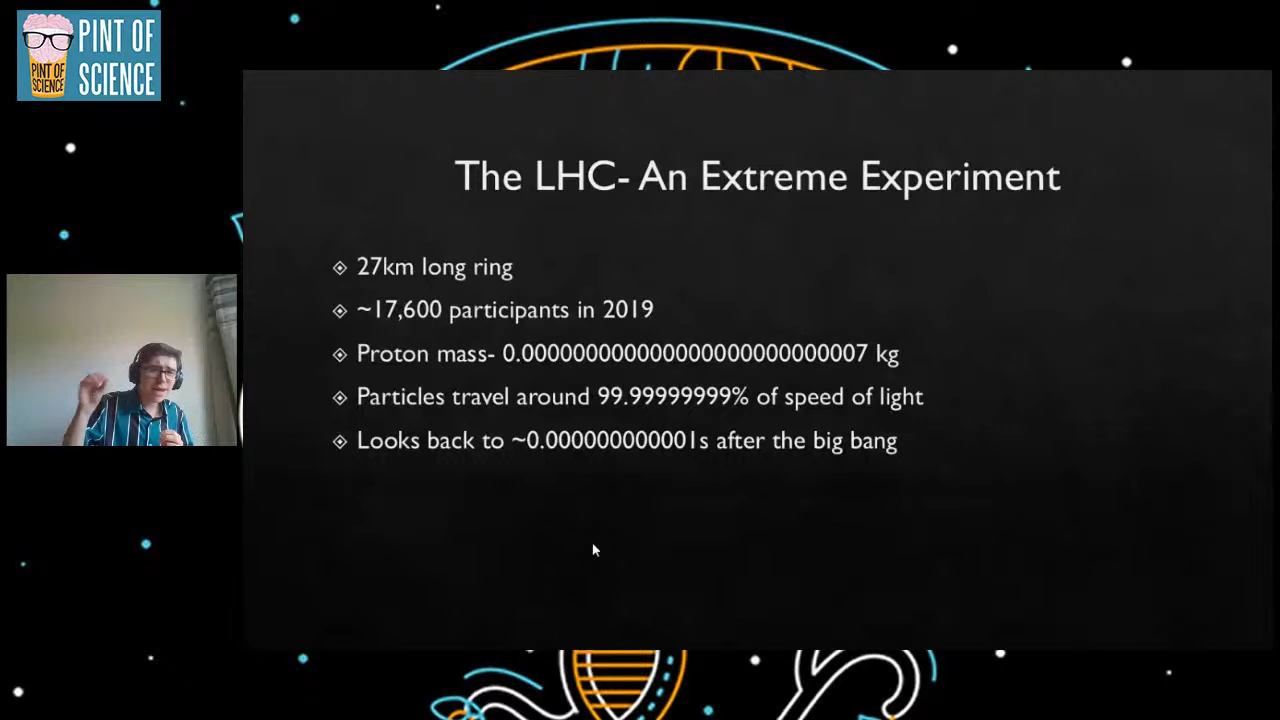 PINT OF
SCIENCE
PINT OF
SCIENCE
The LHC- An Extreme Experiment
27km long ring
~17,600 participants in 2019
Proton mass- 0.000000000000000000000000007 kg
Particles travel around 99.99999999% of speed of light
Looks back to ~0.000000000001s after the big bang